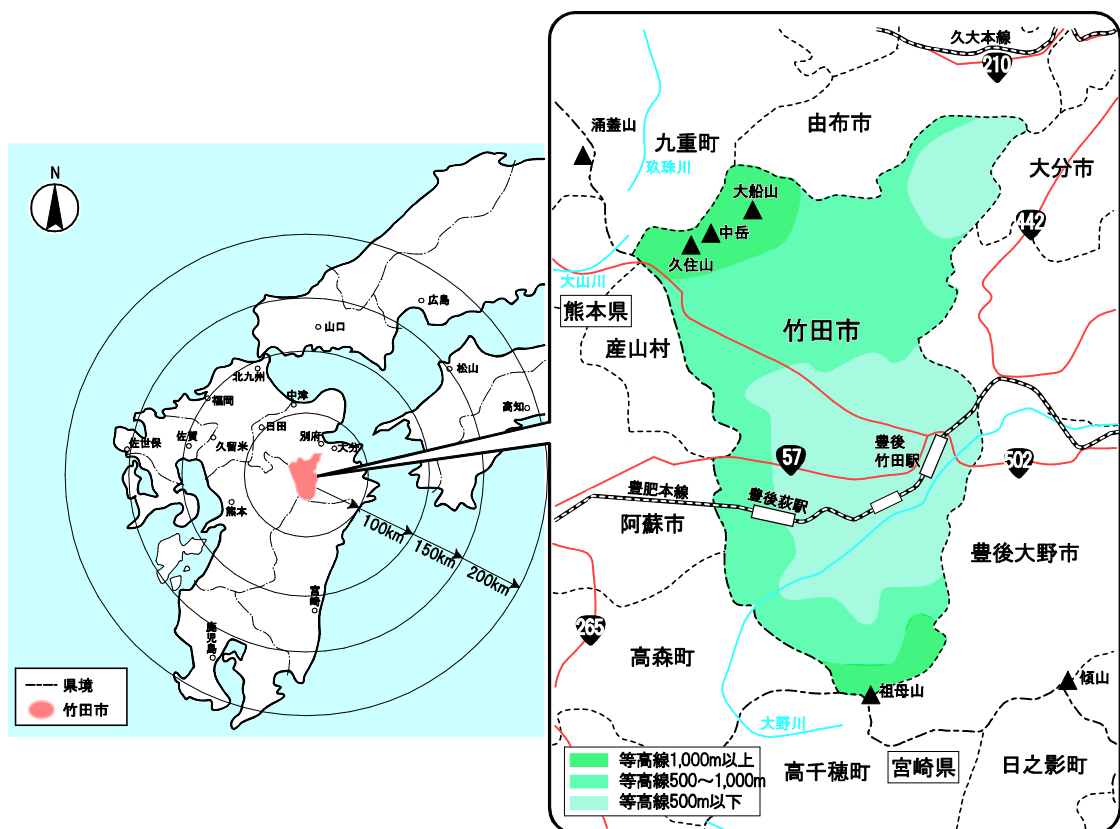 N
広島
山口
北九州
松山
福岡
中津
高知
日田
佐世保
佐賀
久留米
別府
大分
熊本
100km
150km
200km
宮崎
鹿児島
県境
竹田市
久大本線
210
涌蓋山
九重町
由布市
玖珠川
大分市
大船山
442
中岳
久住山
大山川
熊本県
竹田市
産山村
豊後
竹田駅
57
502
豊肥本線
豊後荻駅
阿蘇市
豊後大野市
265
高森町
傾山
祖母山
大野川
等高線1,000m以上
等高線500～1,000m
等高線500m以下
高千穂町
宮崎県
日之影町